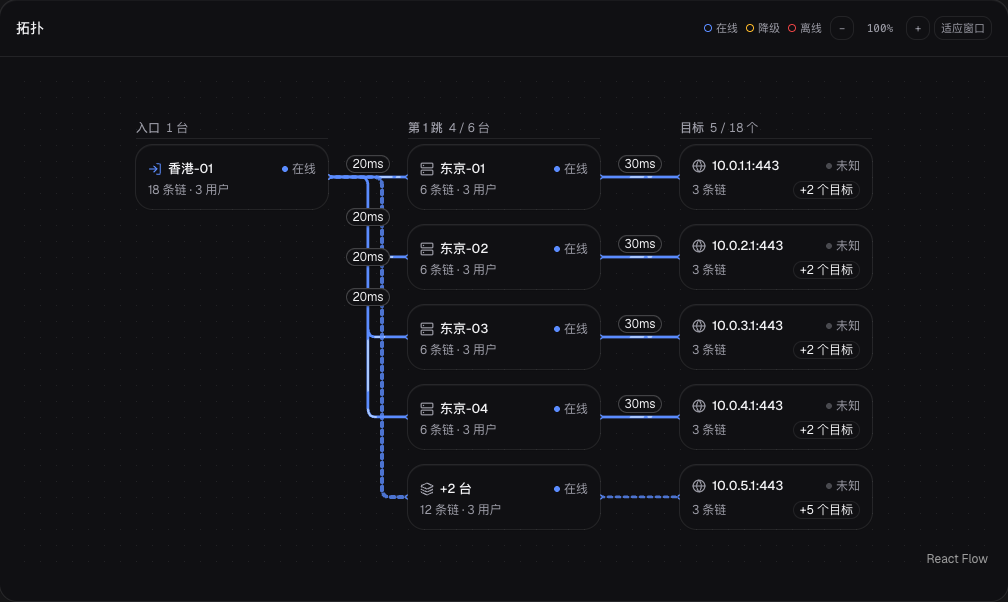 拓扑
在线 降级 离线 − 100% + 适应窗口
入口 1 台
第 1 跳 4 / 6 台
目标 5 / 18 个
香港-01 在线
18 条链 · 3 用户
20ms
20ms
20ms
20ms
东京-01 在线
6 条链 · 3 用户
30ms
10.0.1.1:443 未知
3 条链 +2 个目标
东京-02 在线
6 条链 · 3 用户
30ms
10.0.2.1:443 未知
3 条链 +2 个目标
东京-03 在线
6 条链 · 3 用户
30ms
10.0.3.1:443 未知
3 条链 +2 个目标
东京-04 在线
6 条链 · 3 用户
30ms
10.0.4.1:443 未知
3 条链 +2 个目标
+2 台 在线
12 条链 · 3 用户
10.0.5.1:443 未知
3 条链 +5 个目标
React Flow